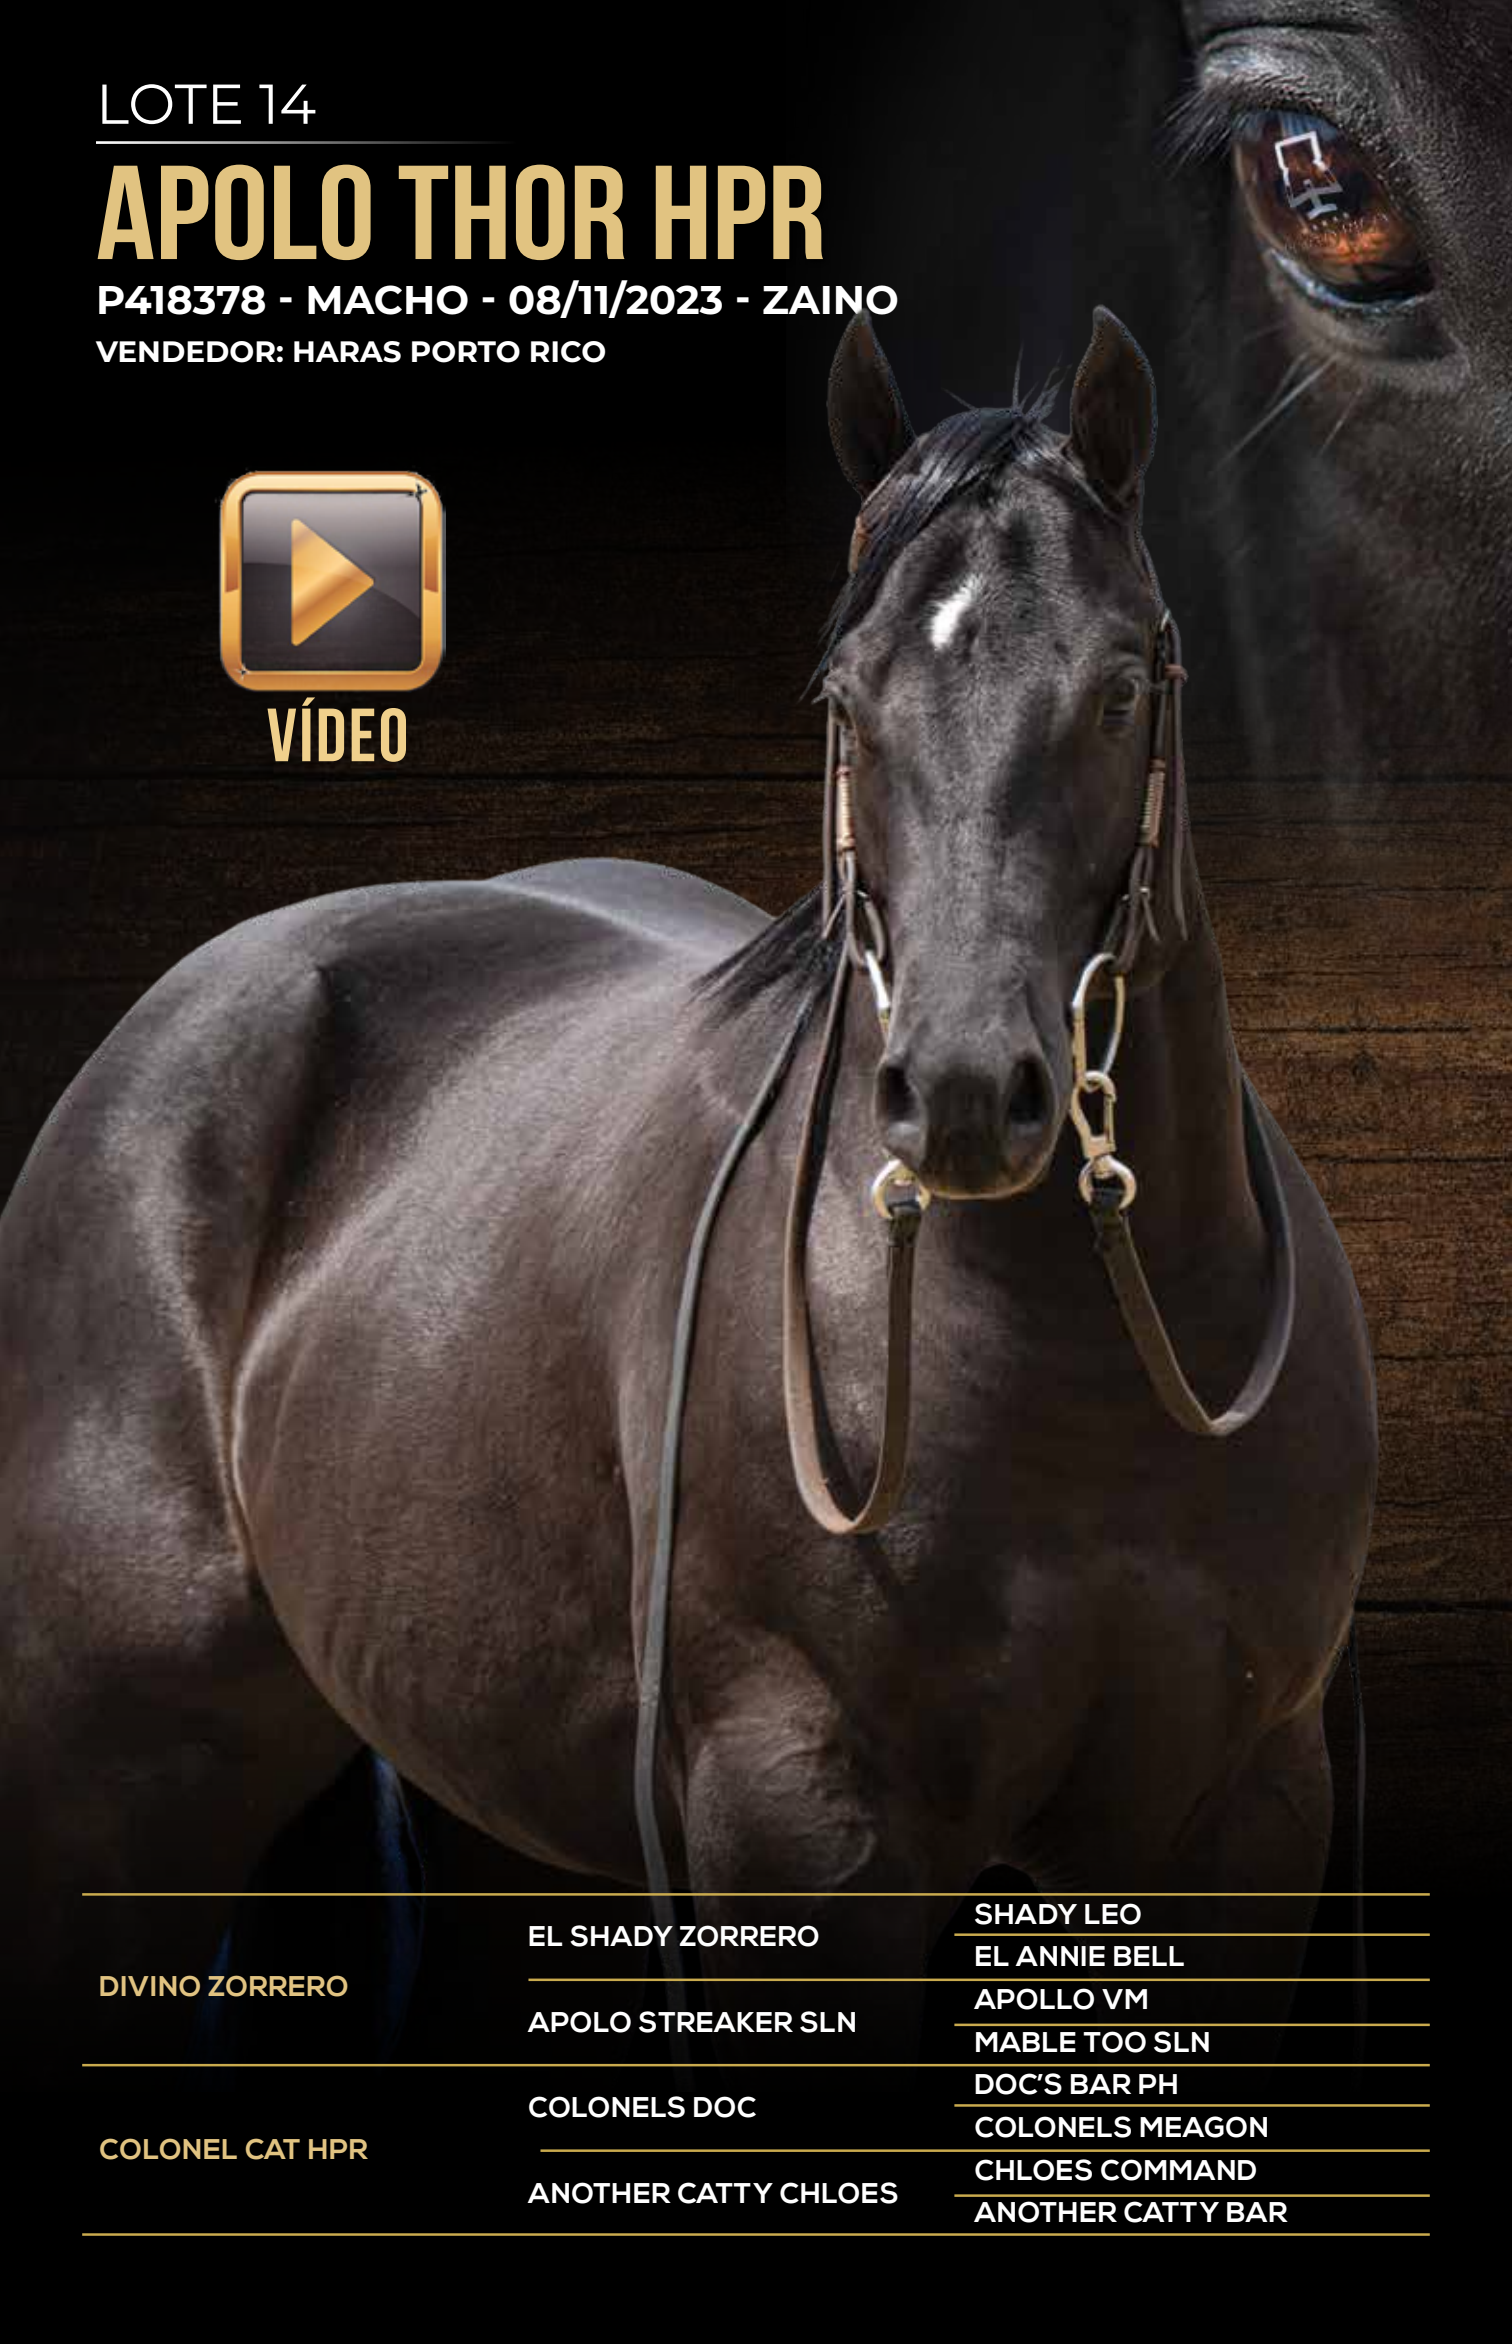 LOTE 14
APOLO THOR HPR
P418378 - MACHO - 08/11/2023 - ZAINO
VENDEDOR: HARAS PORTO RICO
VÍDEO
DIVINO ZORRERO
EL SHADY ZORRERO
SHADY LEO
EL ANNIE BELL
APOLO STREAKER SLN
APOLLO VM
MABLE TOO SLN
COLONEL CAT HPR
COLONELS DOC
DOC'S BAR PH
COLONELS MEAGON
ANOTHER CATTY CHLOES
CHLOES COMMAND
ANOTHER CATTY BAR